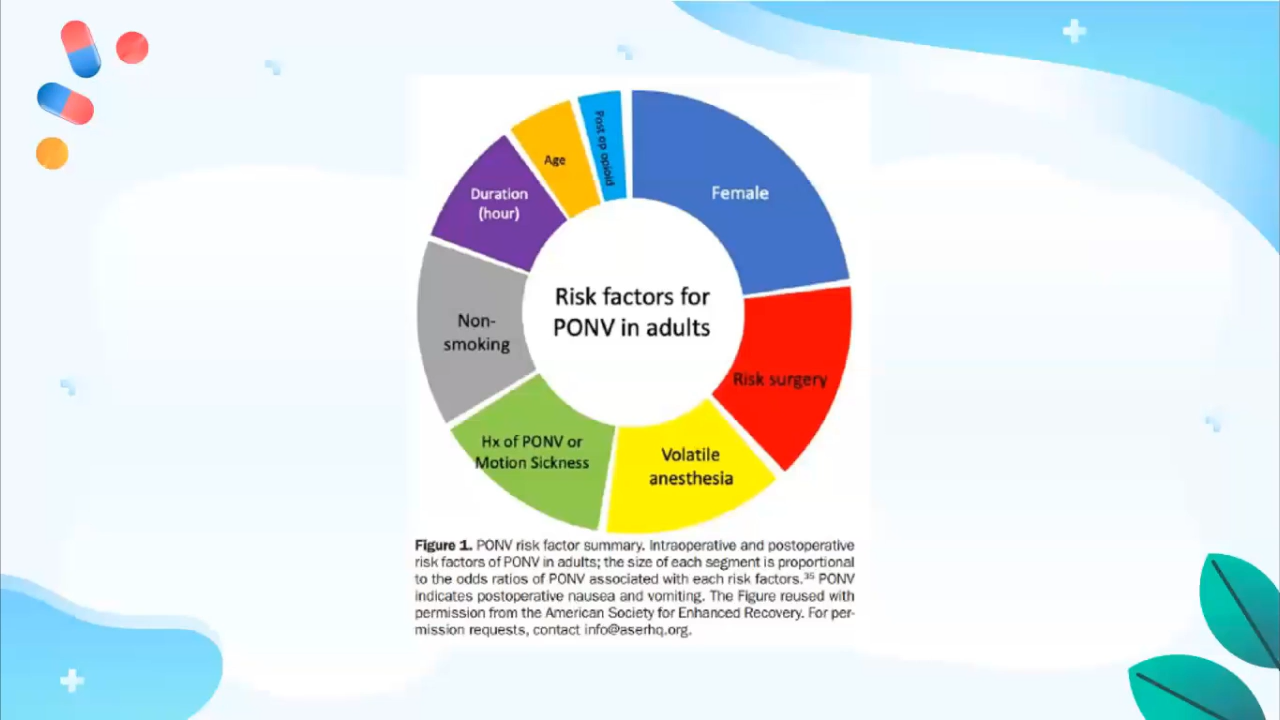 Post op opioid
Age
Female
Duration
(hour)
Risk factors for
PONV in adults
Non-
smoking
Risk surgery
Hx of PONV or
Motion Sickness
Volatile
anesthesia
Figure 1. PONV risk factor summary. Intraoperative and postoperative
risk factors of PONV in adults; the size of each segment is proportional
to the odds ratios of PONV associated with each risk factors.³⁵ PONV
indicates postoperative nausea and vomiting. The Figure reused with
permission from the American Society for Enhanced Recovery. For per-
mission requests, contact info@aserhq.org.